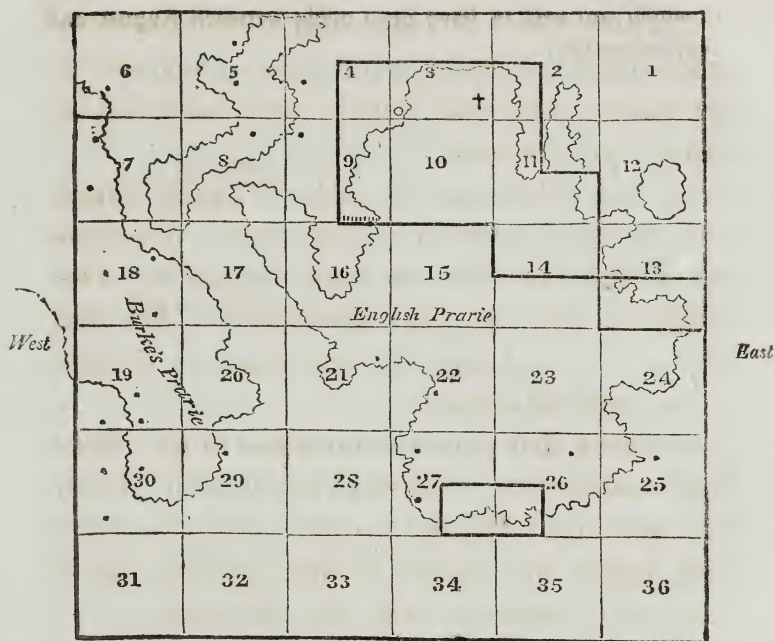 6 5 4 3 2 1
7 8 9 10 11 12
18 17 16 15 14 13
English Prarie
West
East
Burke's Prarie
19 20 21 22 23 24
30 29 28 27 26 25
31 32 33 34 35 36